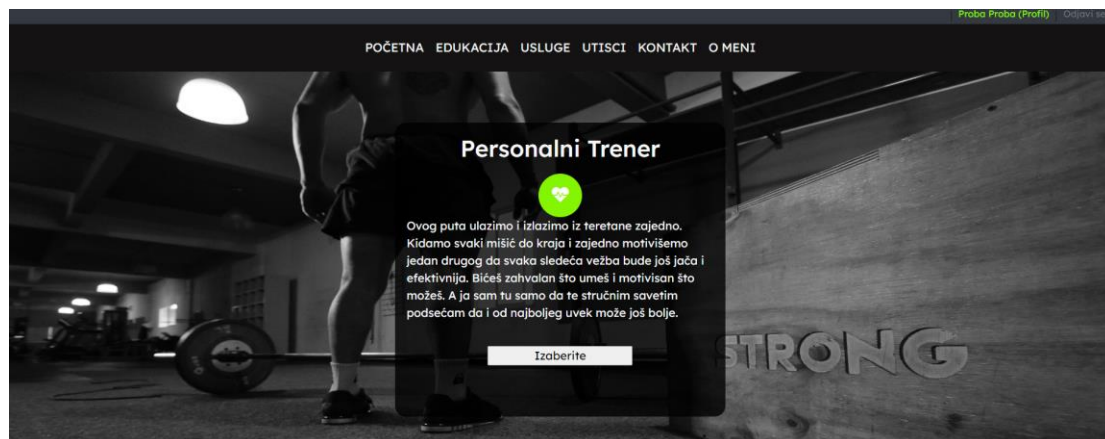 Proba Proba (Profil) Odjavi se
POČETNA EDUKACIJA USLUGE UTISCI KONTAKT O MENI
Personalni Trener
Ovog puta ulazimo i izlazimo iz teretane zajedno.
Kidamo svaki mišić do kraja i zajedno motivišemo
jedan drugog da svaka sledeća vežba bude još jača i
efektivnija. Bićeš zahvalan što umeš i motivisan što
možeš. A ja sam tu samo da te stručnim savetim
podsećam da i od najboljeg uvek može još bolje.
Izaberite
STRONG